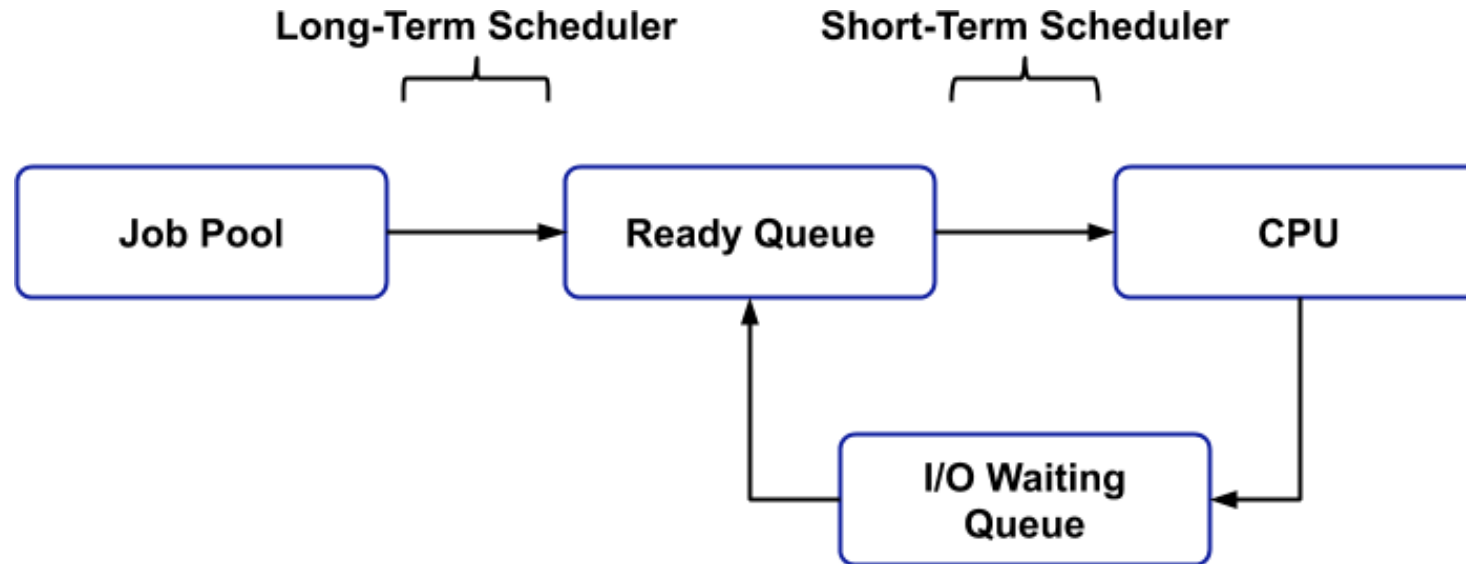 Long-Term Scheduler
Short-Term Scheduler
Job Pool
Ready Queue
CPU
I/O Waiting
Queue